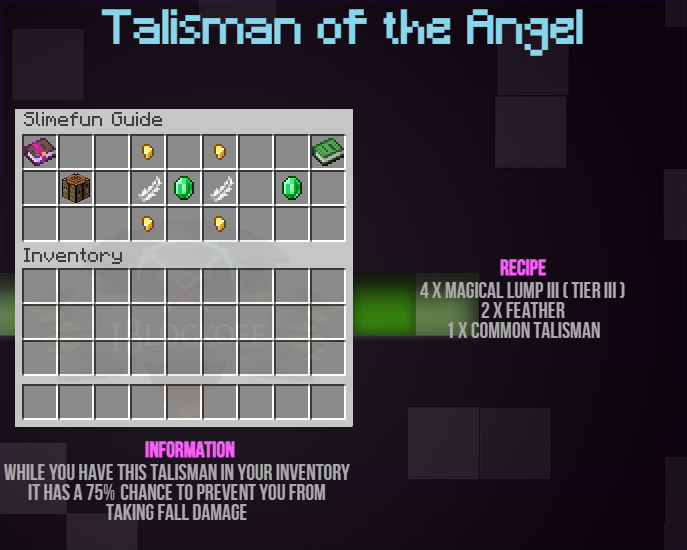 Talisman of the Angel
Slimefun Guide
Inventory
BLOCKOFF
RECIPE
4 X MAGICAL LUMP III ( TIER III )
2 X FEATHER
1 X COMMON TALISMAN
INFORMATION
WHILE YOU HAVE THIS TALISMAN IN YOUR INVENTORY
IT HAS A 75% CHANCE TO PREVENT YOU FROM
TAKING FALL DAMAGE